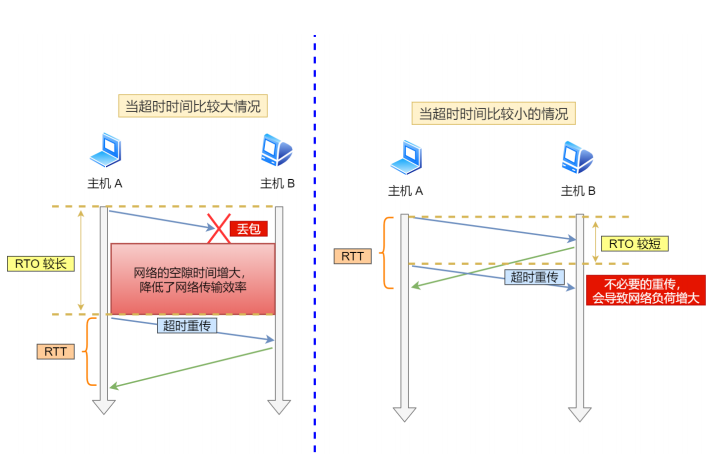 当超时时间比较大情况
主机 A
主机 B
丢包
RTO 较长
网络的空隙时间增大，
降低了网络传输效率
超时重传
RTT
当超时时间比较小的情况
主机 A
主机 B
RTO 较短
RTT
超时重传
不必要的重传，
会导致网络负荷增大